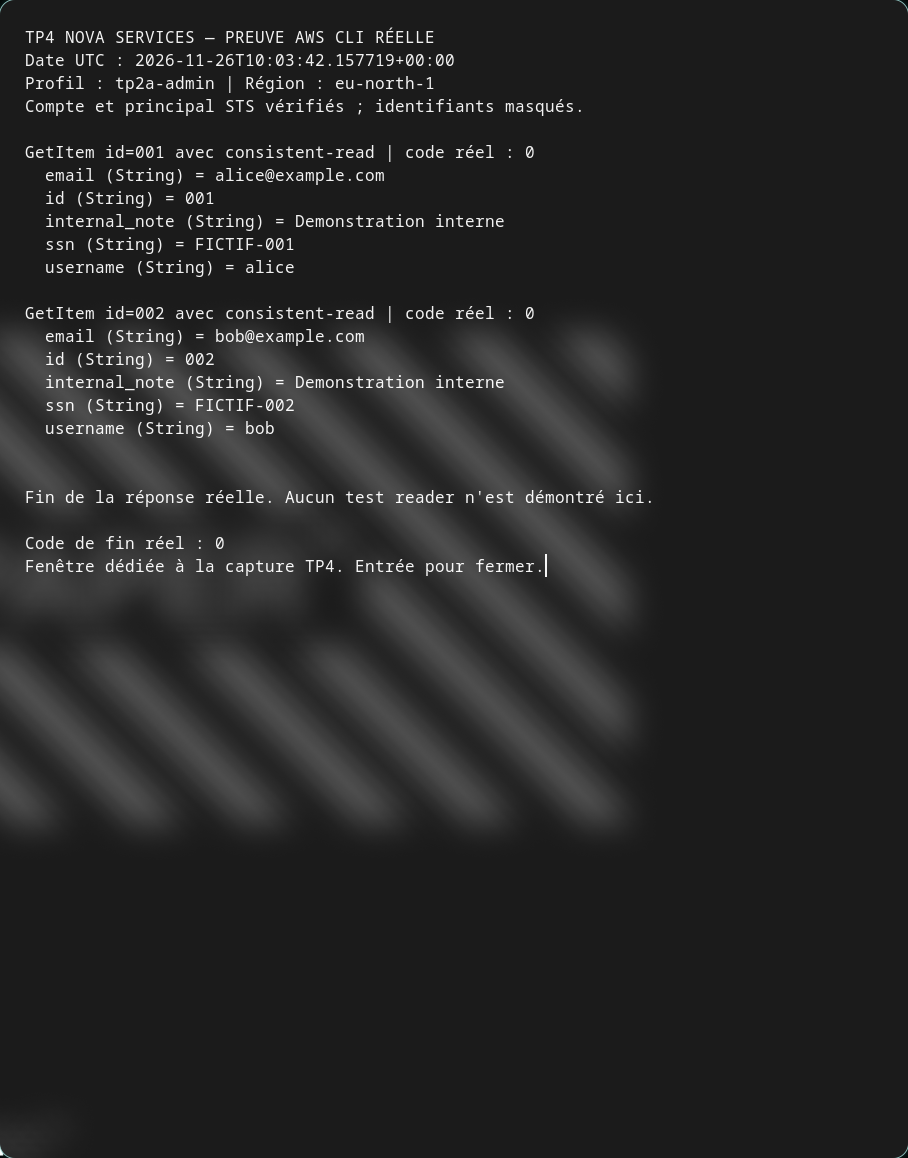 TP4 NOVA SERVICES — PREUVE AWS CLI RÉELLE
Date UTC : 2026-11-26T10:03:42.157719+00:00
Profil : tp2a-admin | Région : eu-north-1
Compte et principal STS vérifiés ; identifiants masqués.
GetItem id=001 avec consistent-read | code réel : 0
email (String) = alice@example.com
id (String) = 001
internal_note (String) = Demonstration interne
ssn (String) = FICTIF-001
username (String) = alice
GetItem id=002 avec consistent-read | code réel : 0
email (String) = bob@example.com
id (String) = 002
internal_note (String) = Demonstration interne
ssn (String) = FICTIF-002
username (String) = bob
Fin de la réponse réelle. Aucun test reader n'est démontré ici.
Code de fin réel : 0
Fenêtre dédiée à la capture TP4. Entrée pour fermer.